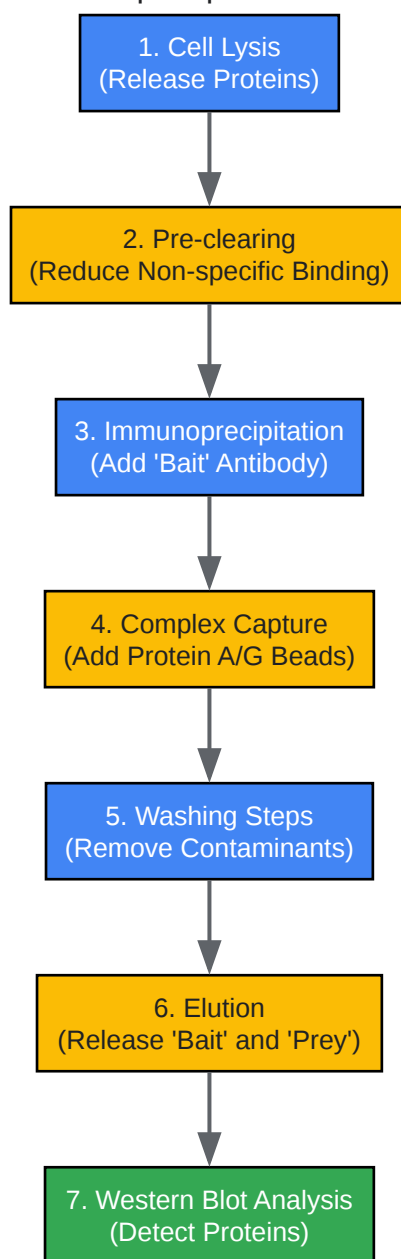 1. Cell Lysis
(Release Proteins)
2. Pre-clearing
(Reduce Non-specific Binding)
3. Immunoprecipitation
(Add 'Bait' Antibody)
4. Complex Capture
(Add Protein A/G Beads)
5. Washing Steps
(Remove Contaminants)
6. Elution
(Release 'Bait' and 'Prey')
7. Western Blot Analysis
(Detect Proteins)